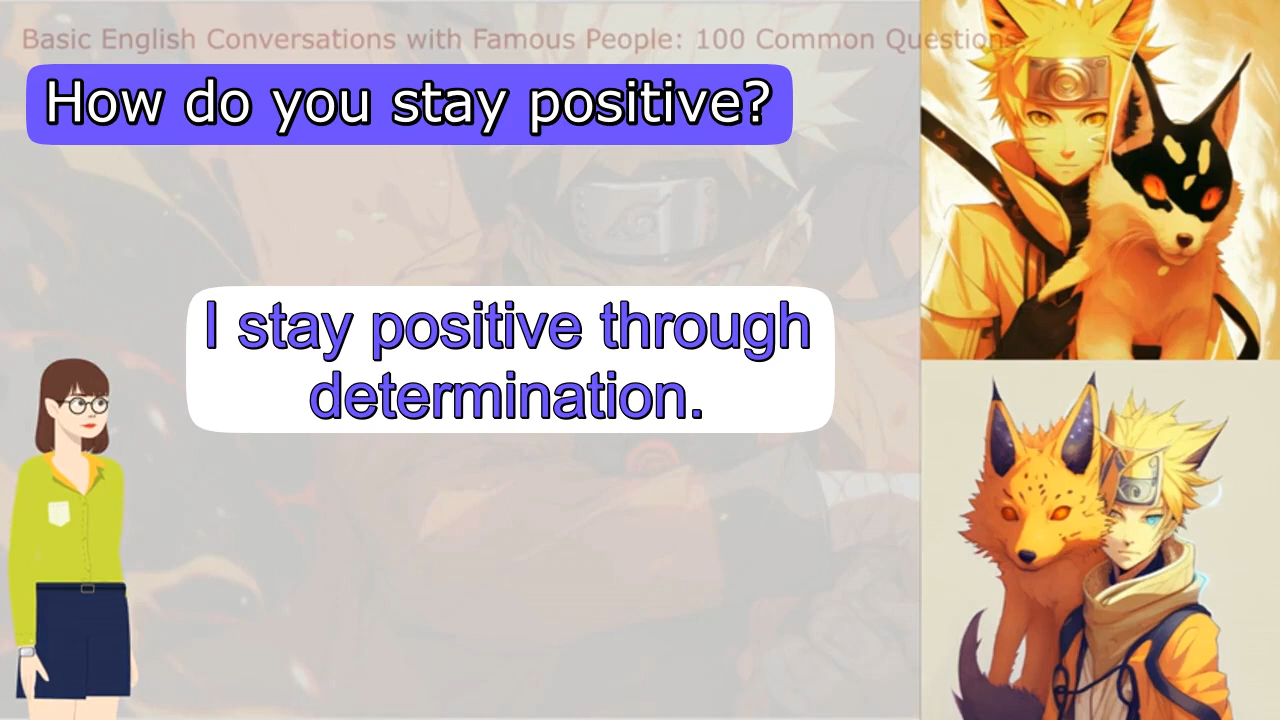 Basic English Conversations with Famous People: 100 Common Questions
How do you stay positive?
I stay positive through
determination.